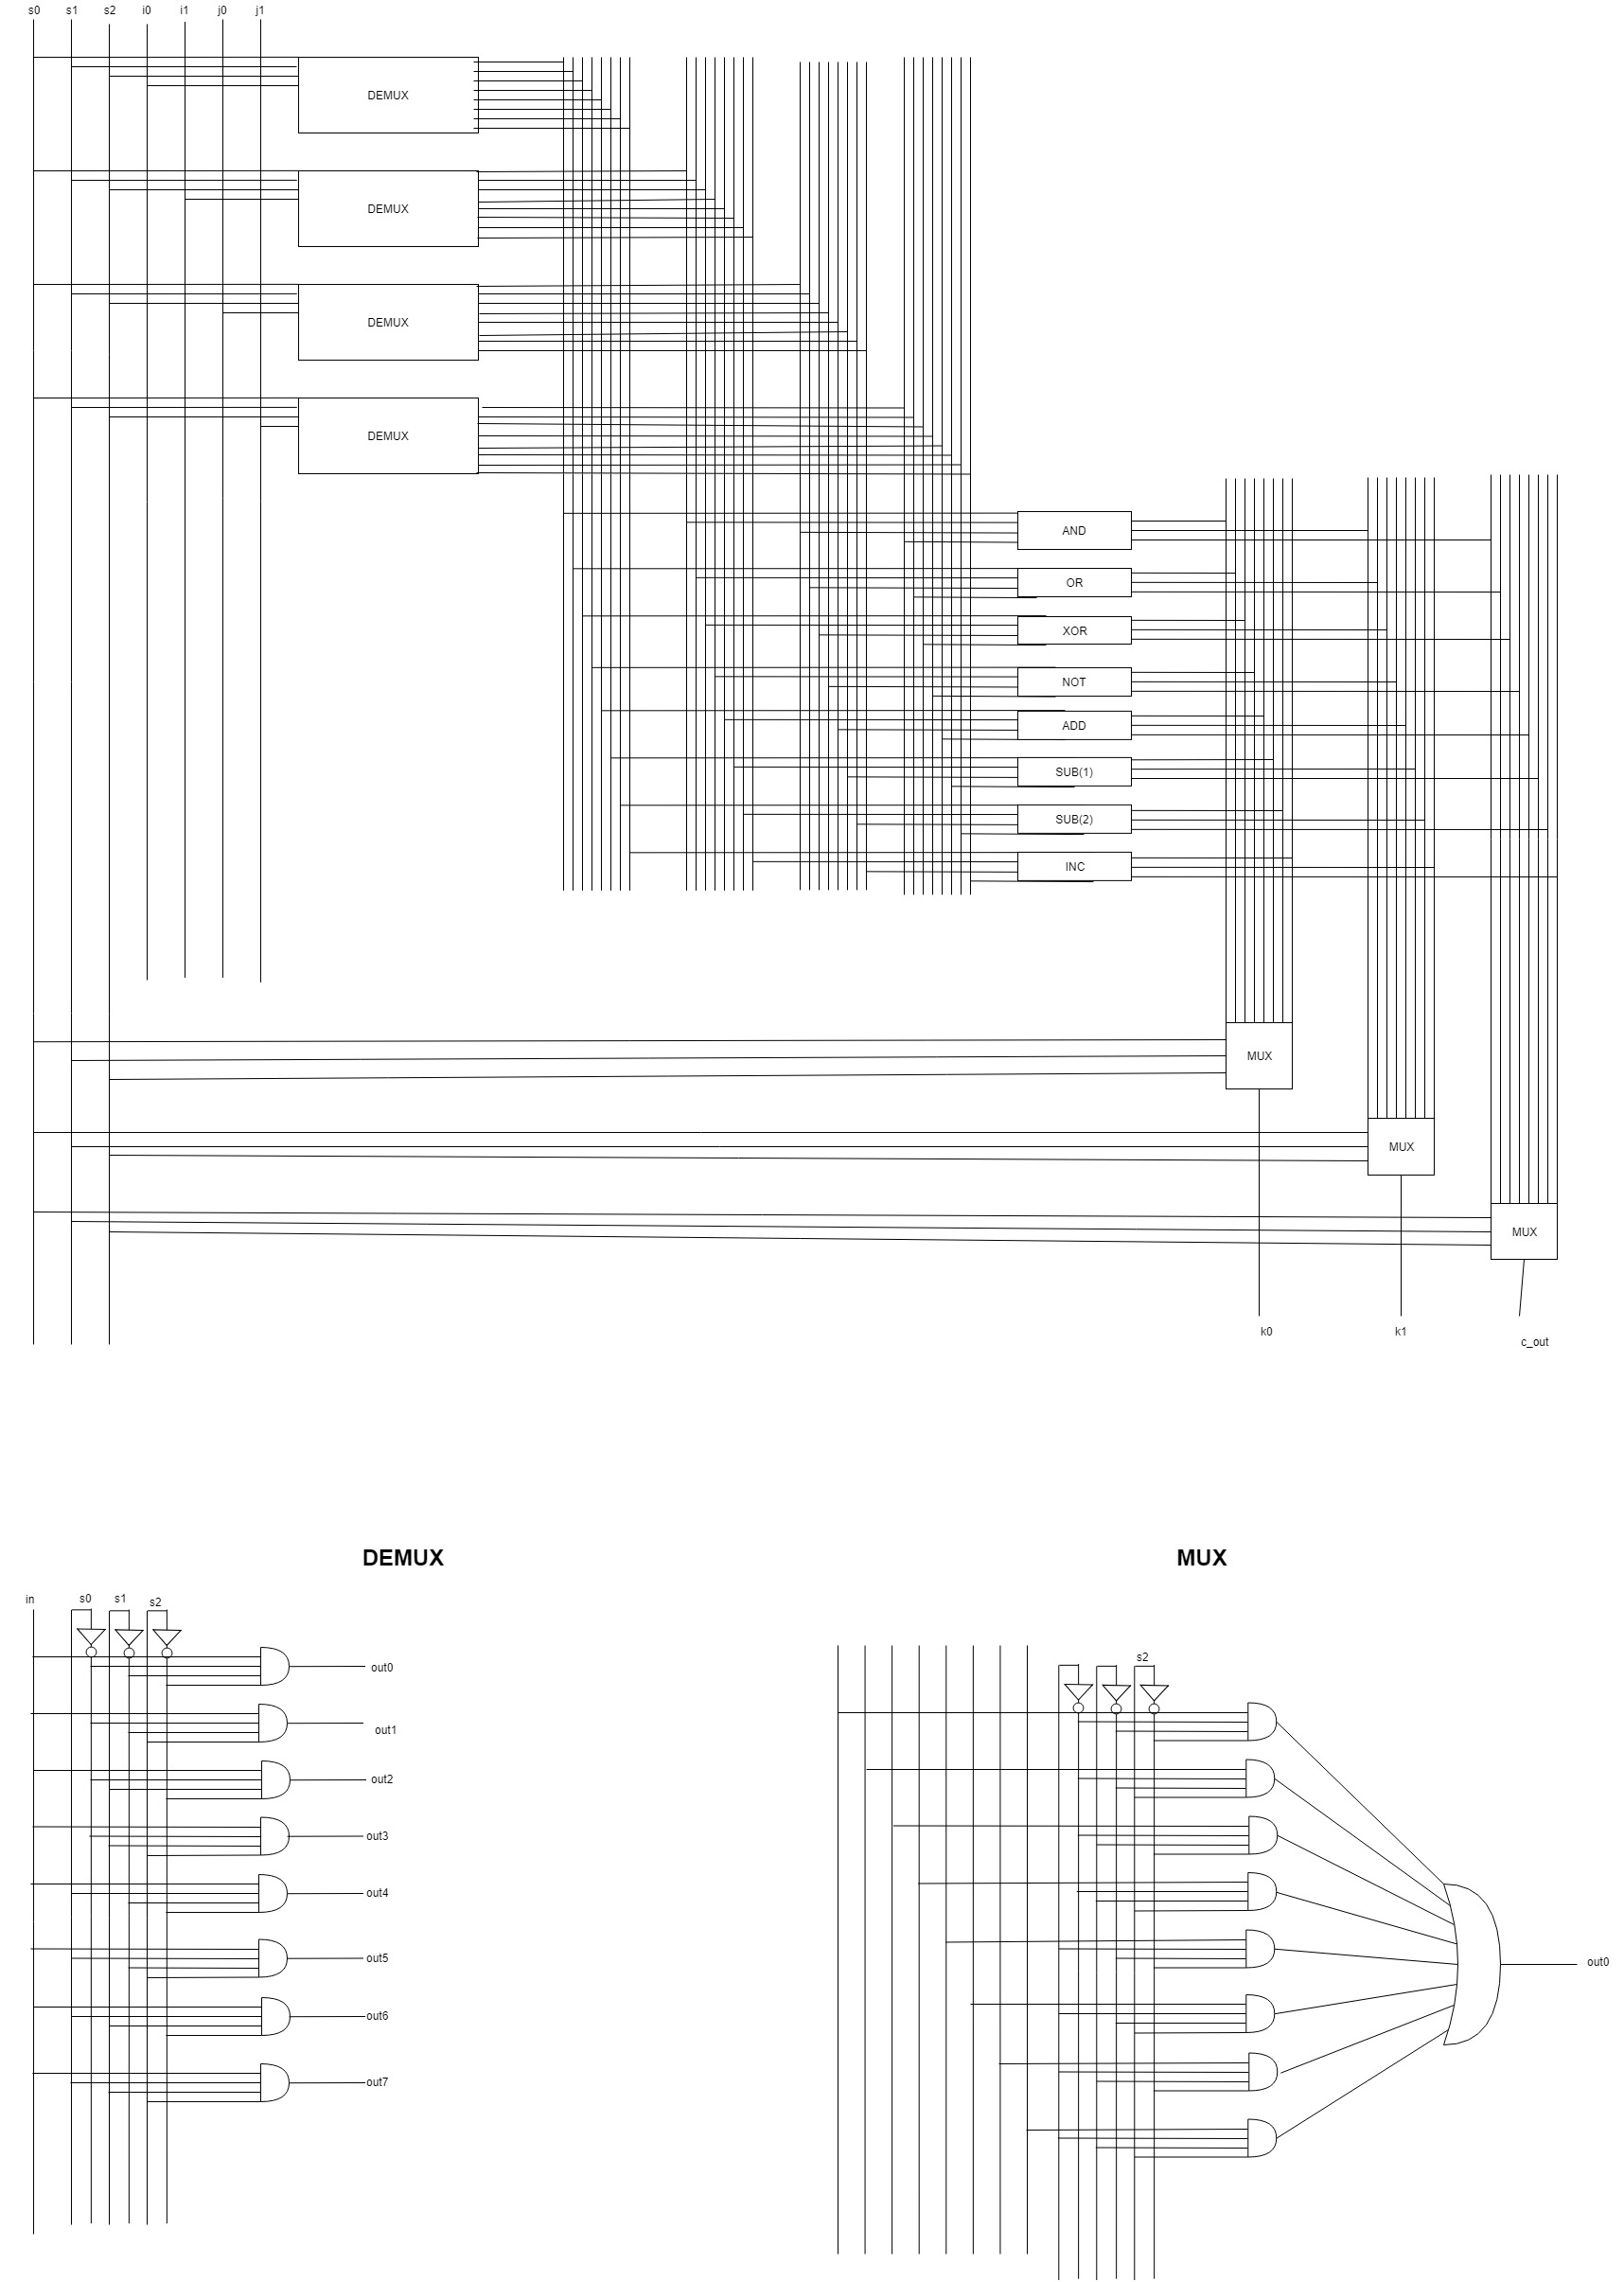 s0 s1 s2 i0 i1 j0 j1
DEMUX
DEMUX
DEMUX
DEMUX
AND
OR
XOR
NOT
ADD
SUB(1)
SUB(2)
INC
MUX
MUX
MUX
k0 k1
c_out
DEMUX
in s0 s1 s2
out0
out1
out2
out3
out4
out5
out6
out7
MUX
s2
out0